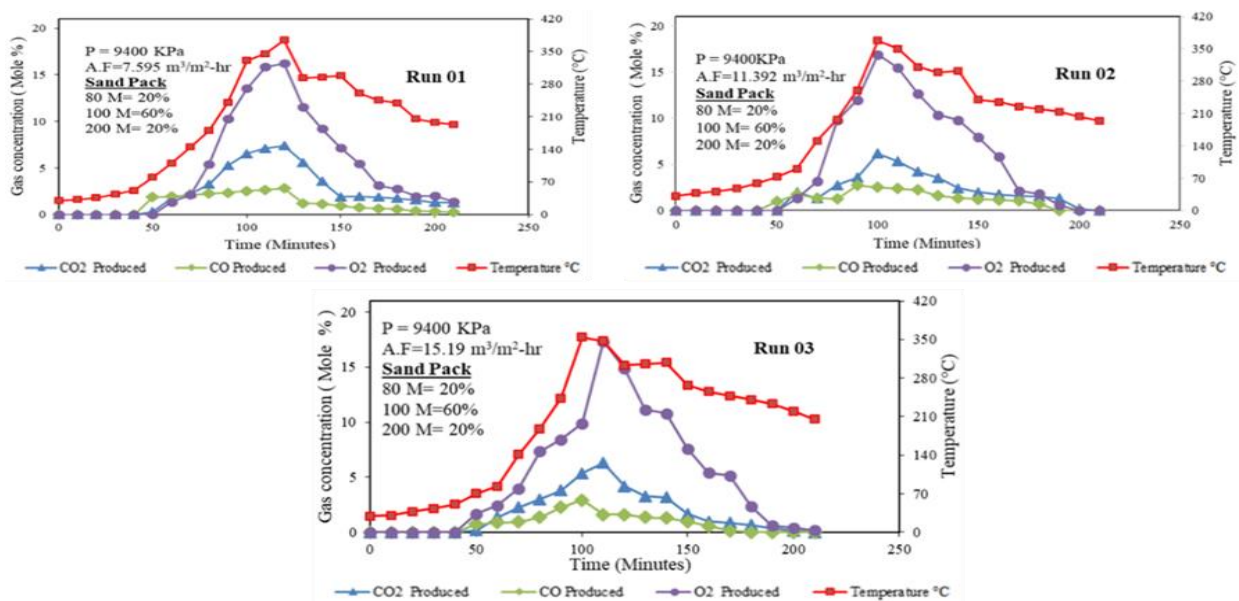 20
15
10
5
0
Gas concentration ( Mole % )
P = 9400 KPa
A.F=7.595 m³/m²-hr
Sand Pack
80 M= 20%
100 M=60%
200 M= 20%
Run 01
420
350
280
210
140
70
0
Temperature (°C)
0 50 100 150 200 250
Time (Minutes)
CO2 Produced CO Produced O2 Produced Temperature °C
20
15
10
5
0
Gas concentration ( Mole % )
P = 9400KPa
A.F=11.392 m³/m²-hr
Sand Pack
80 M= 20%
100 M= 60%
200 M= 20%
Run 02
420
350
280
210
140
70
0
Temperature (°C)
0 50 100 150 200 250
Time (Minutes)
CO2 Produced CO Produced O2 Produced Temperature °C
20
15
10
5
0
Gas concentration ( Mole % )
P = 9400 KPa
A.F=15.19 m³/m²-hr
Sand Pack
80 M= 20%
100 M=60%
200 M= 20%
Run 03
420
350
280
210
140
70
0
Temperature (°C)
0 50 100 150 200 250
Time (Minutes)
CO2 Produced CO Produced O2 Produced Temperature °C